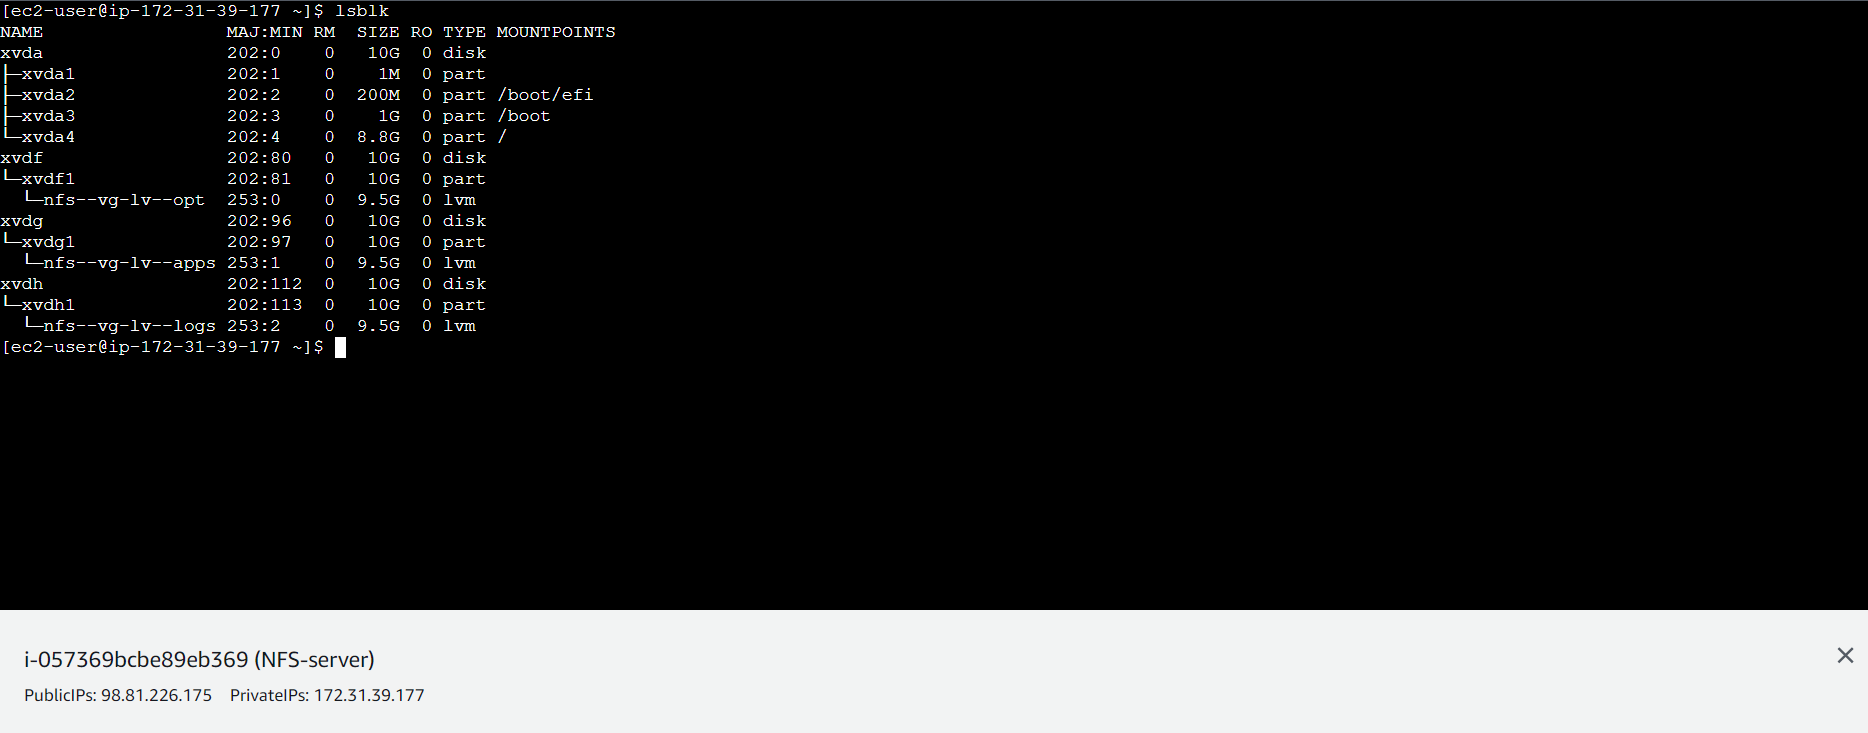 [ec2-user@ip-172-31-39-177 ~]$ lsblk
NAME                 MAJ:MIN RM  SIZE RO TYPE MOUNTPOINTS
xvda                 202:0    0   10G  0 disk
├─xvda1              202:1    0    1M  0 part
├─xvda2              202:2    0  200M  0 part /boot/efi
├─xvda3              202:3    0    1G  0 part /boot
└─xvda4              202:4    0  8.8G  0 part /
xvdf                 202:80   0   10G  0 disk
└─xvdf1              202:81   0   10G  0 part
  └─nfs--vg-lv--opt  253:0    0  9.5G  0 lvm
xvdg                 202:96   0   10G  0 disk
└─xvdg1              202:97   0   10G  0 part
  └─nfs--vg-lv--apps 253:1    0  9.5G  0 lvm
xvdh                 202:112  0   10G  0 disk
└─xvdh1              202:113  0   10G  0 part
  └─nfs--vg-lv--logs 253:2    0  9.5G  0 lvm
[ec2-user@ip-172-31-39-177 ~]$
i-057369bcbe89eb369 (NFS-server)
PublicIPs: 98.81.226.175 PrivateIPs: 172.31.39.177